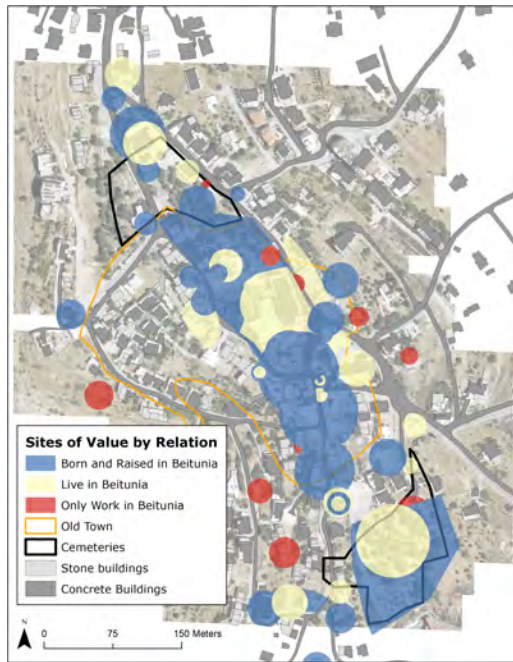 Sites of Value by Relation
Born and Raised in Beitunia
Live in Beitunia
Only Work in Beitunia
Old Town
Cemeteries
Stone buildings
Concrete Buildings
N
0 75 150 Meters